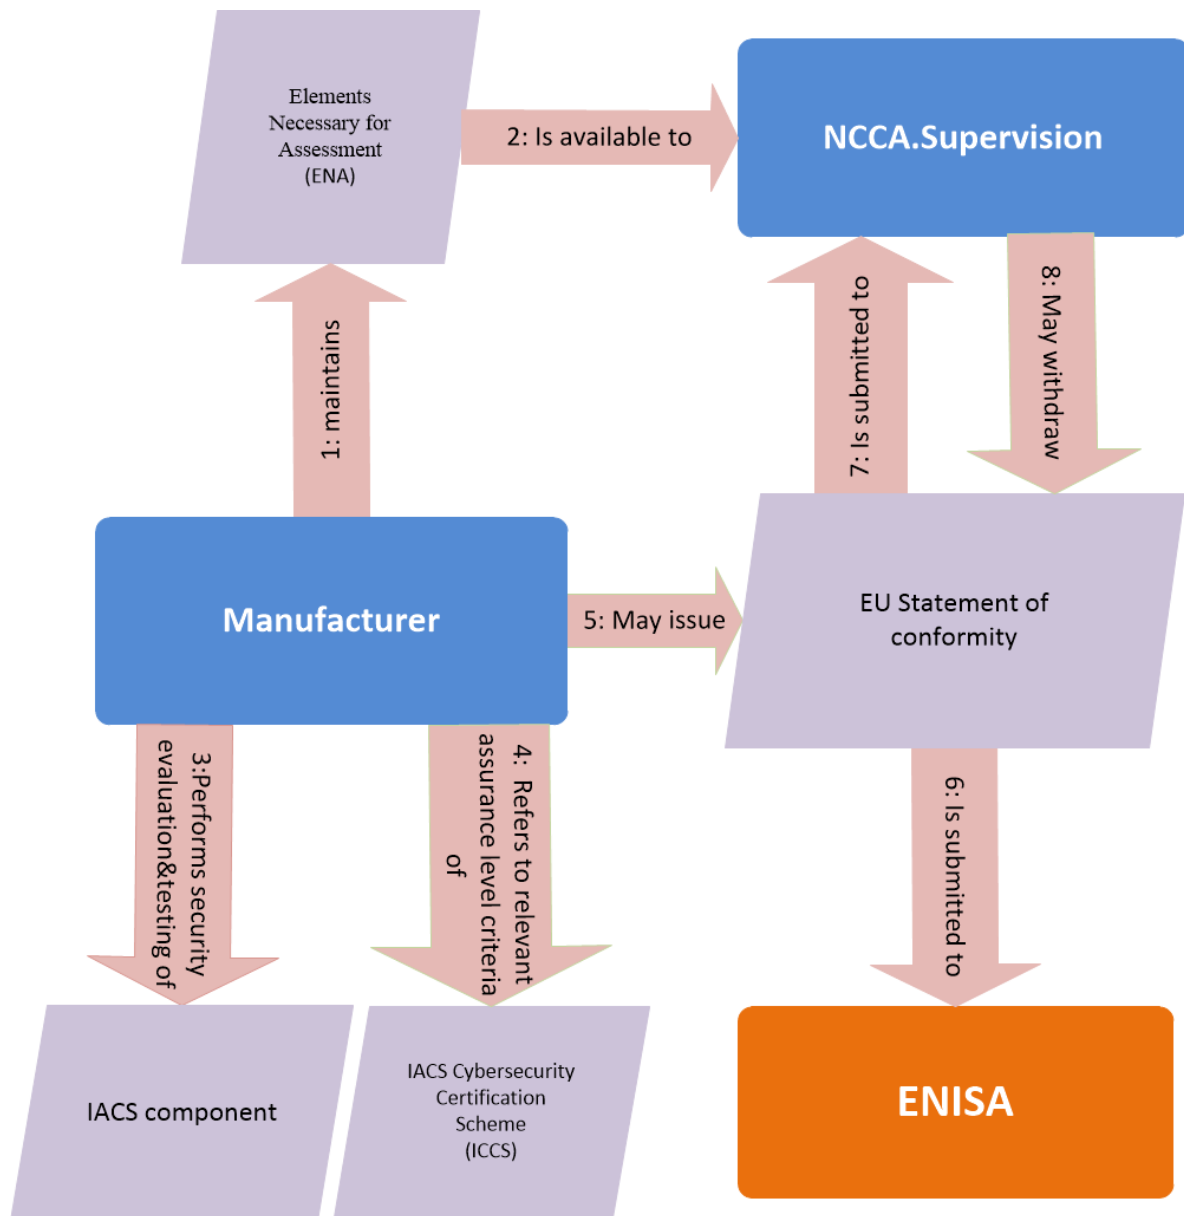 Elements
Necessary for
Assessment
(ENA)
2: Is available to
NCCA.Supervision
1: maintains
7: Is submitted to
8: May withdraw
Manufacturer
5: May issue
EU Statement of
conformity
3:Performs security
evaluation&testing of
4:  Refers to relevant
assurance level criteria
of
6: Is submitted to
IACS component
IACS Cybersecurity
Certification
Scheme
(ICCS)
ENISA